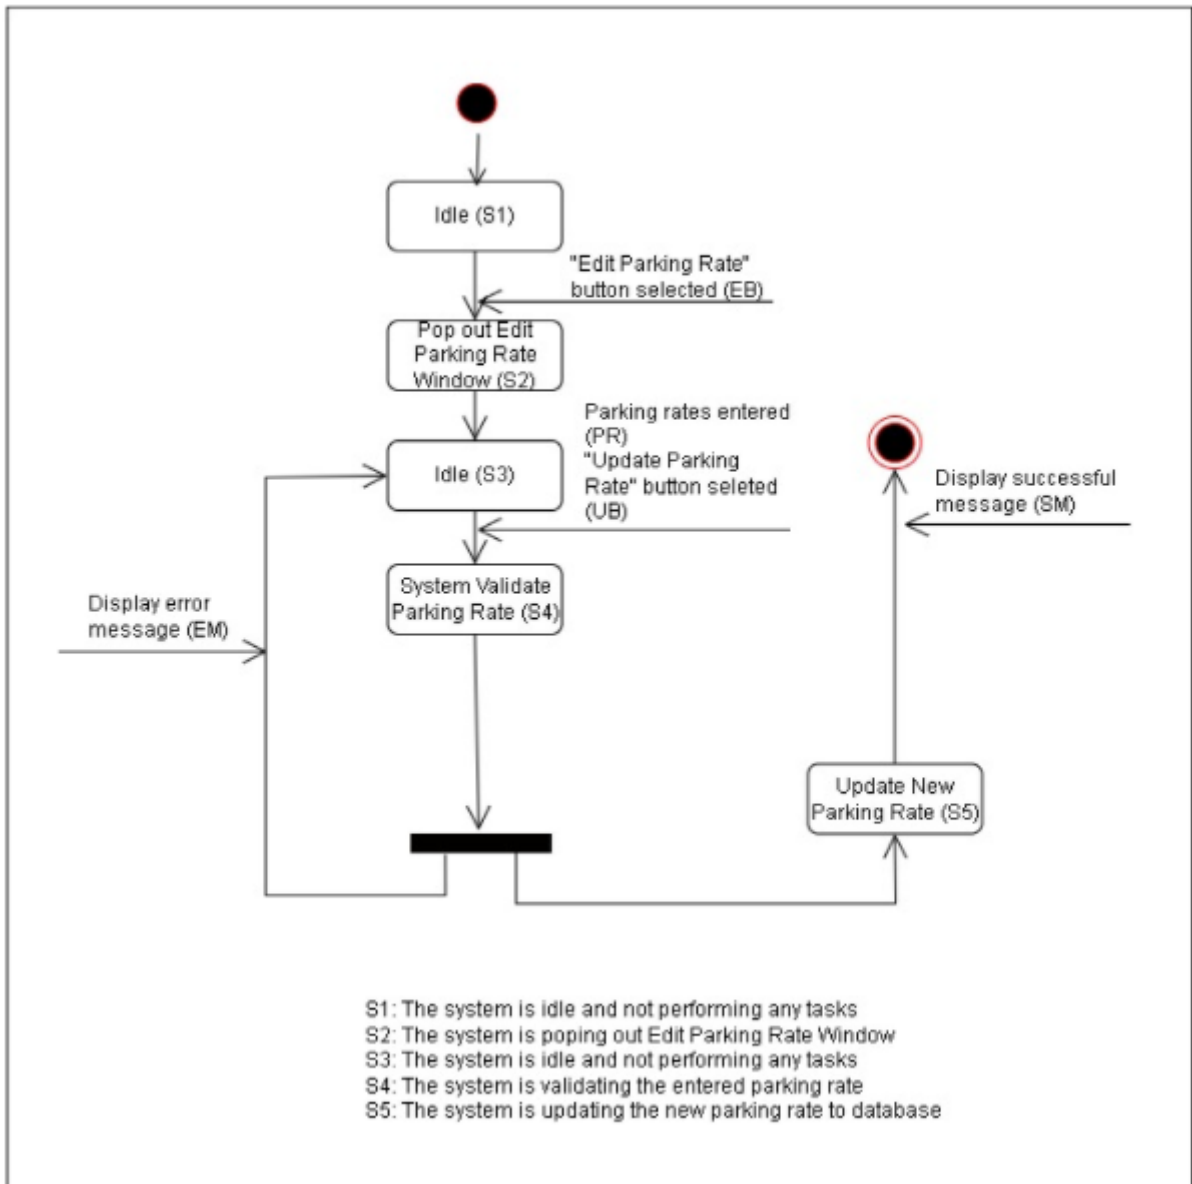 Idle (S1)
"Edit Parking Rate"
button selected (EB)
Pop out Edit
Parking Rate
Window (S2)
Parking rates entered
(PR)
"Update Parking
Rate" button seleted
(UB)
Idle (S3)
Display successful
message (SM)
System Validate
Parking Rate (S4)
Display error
message (EM)
Update New
Parking Rate (S5)
S1: The system is idle and not performing any tasks
S2: The system is poping out Edit Parking Rate Window
S3: The system is idle and not performing any tasks
S4: The system is validating the entered parking rate
S5: The system is updating the new parking rate to database